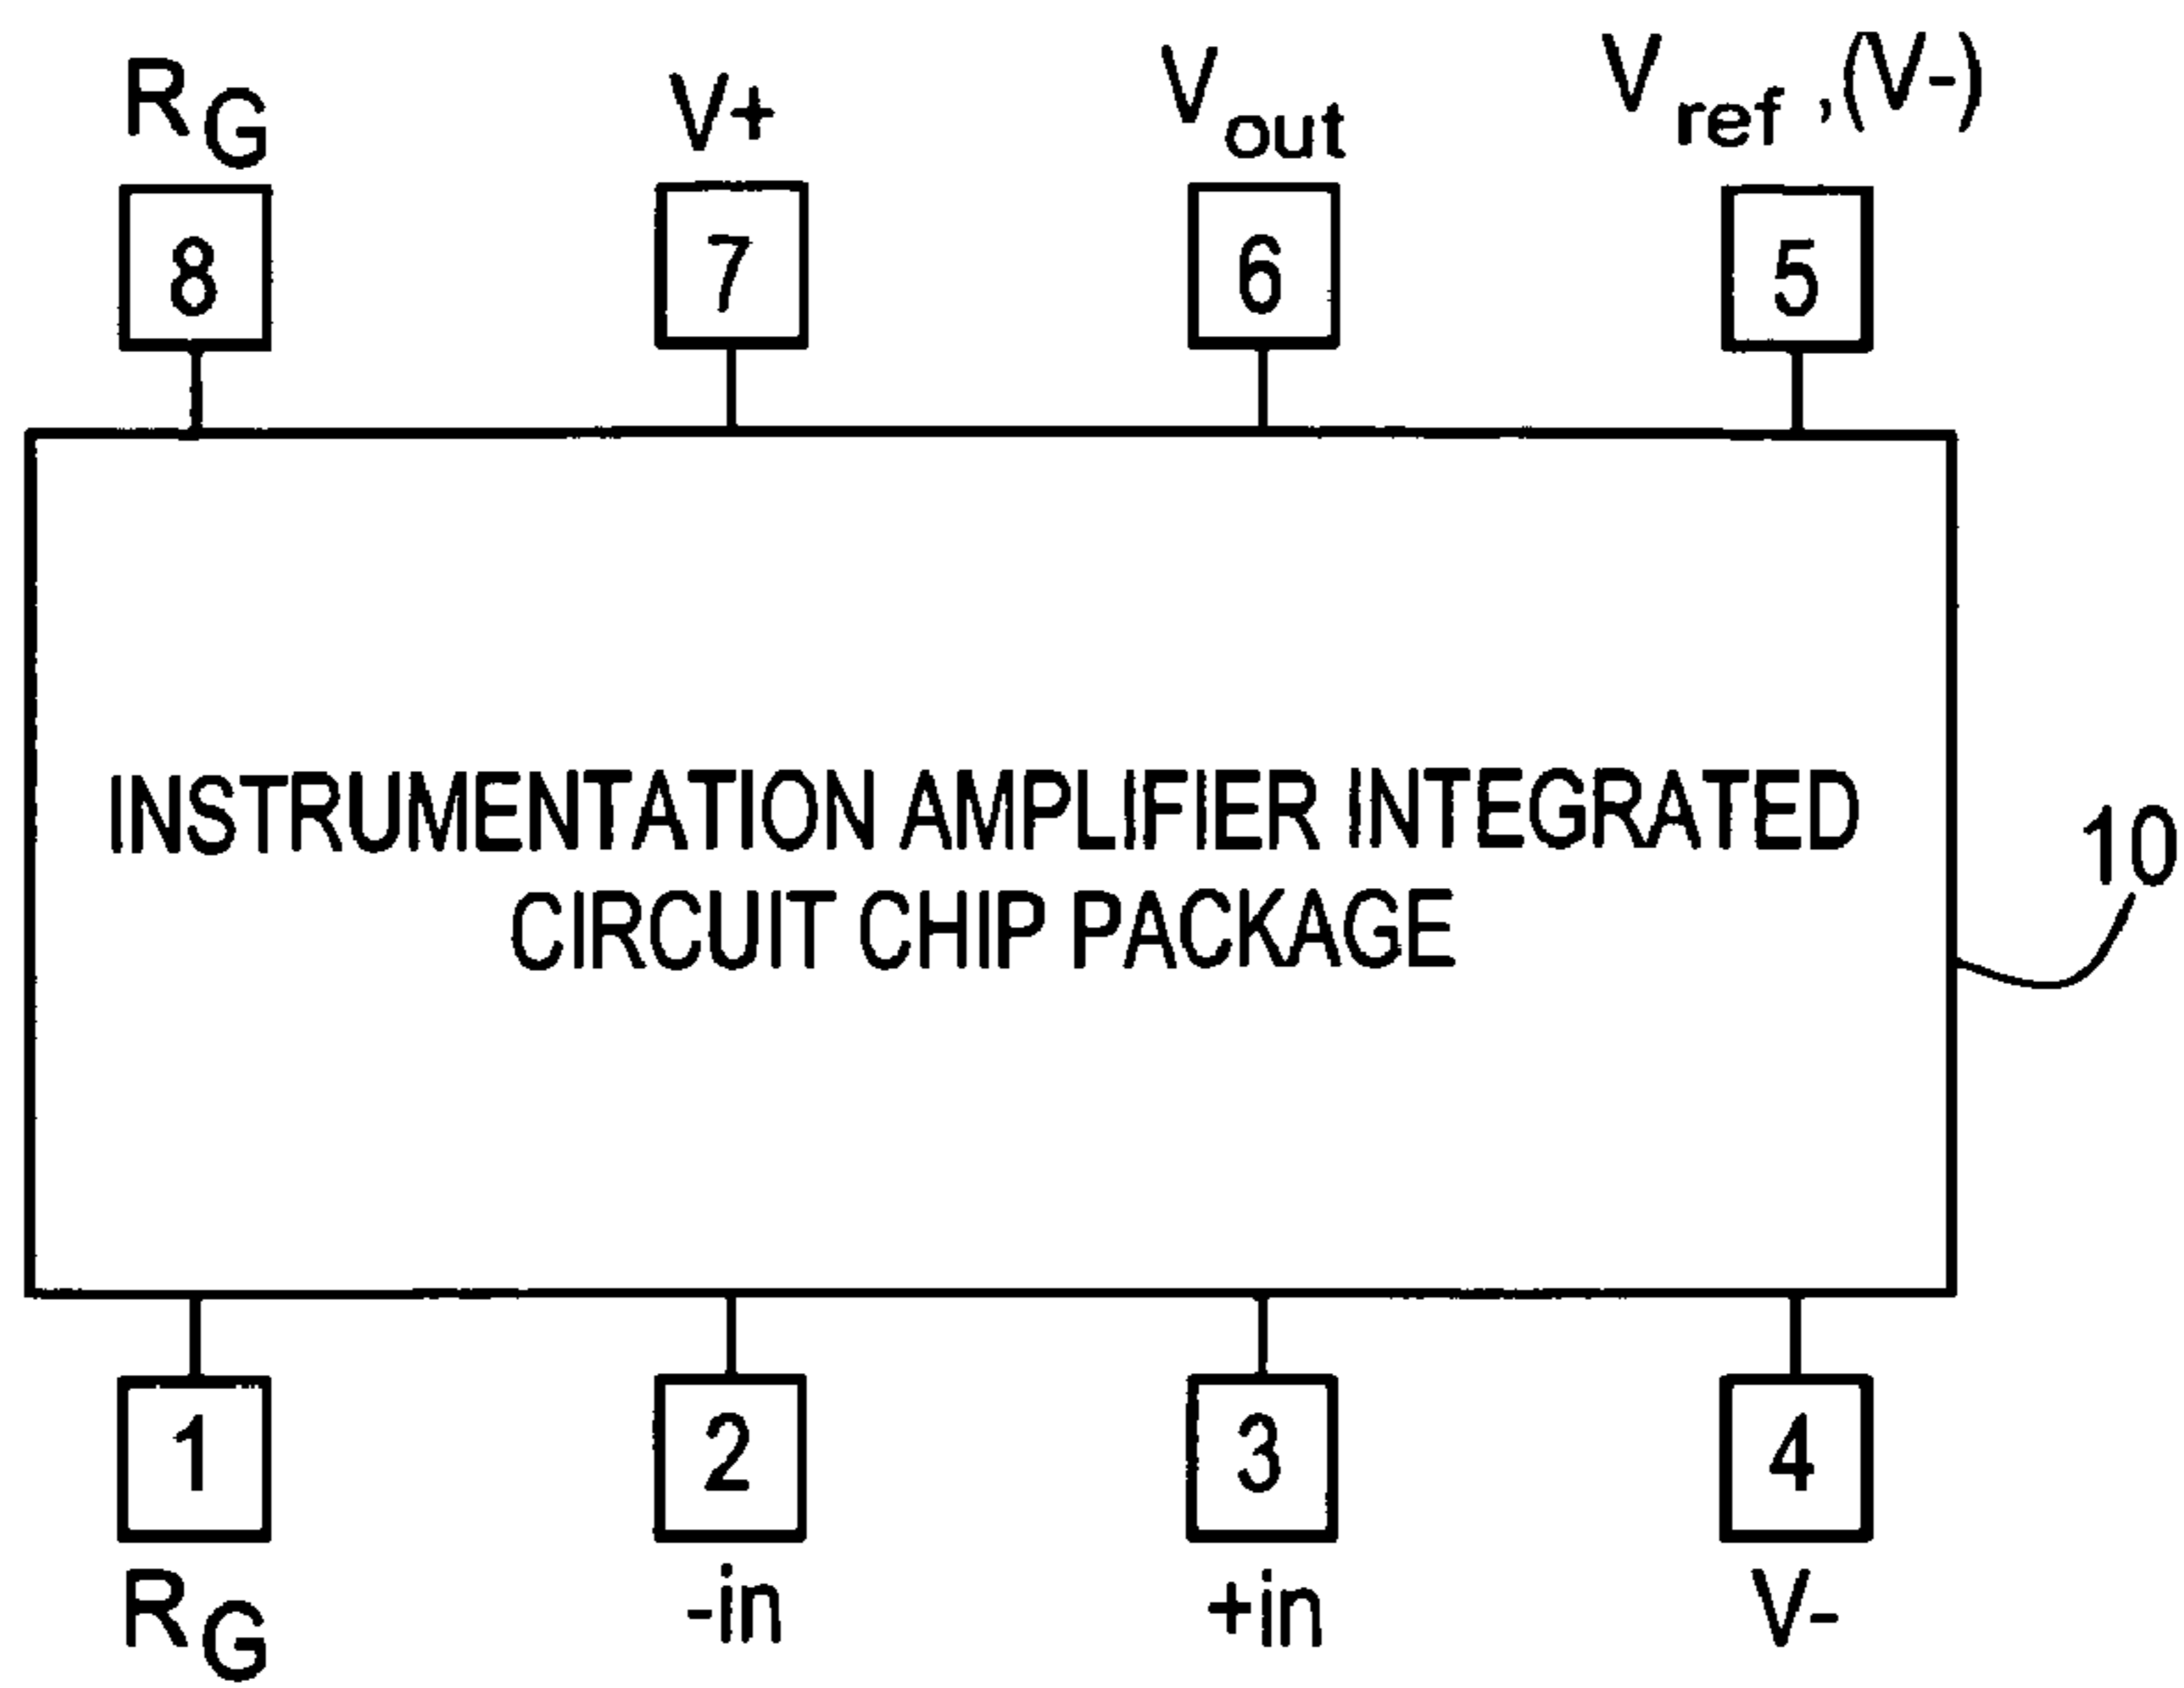 RG V+ Vout Vref ,(V-)
8 7 6 5
INSTRUMENTATION AMPLIFIER INTEGRATED
CIRCUIT CHIP PACKAGE
10
1 2 3 4
RG -in +in V-